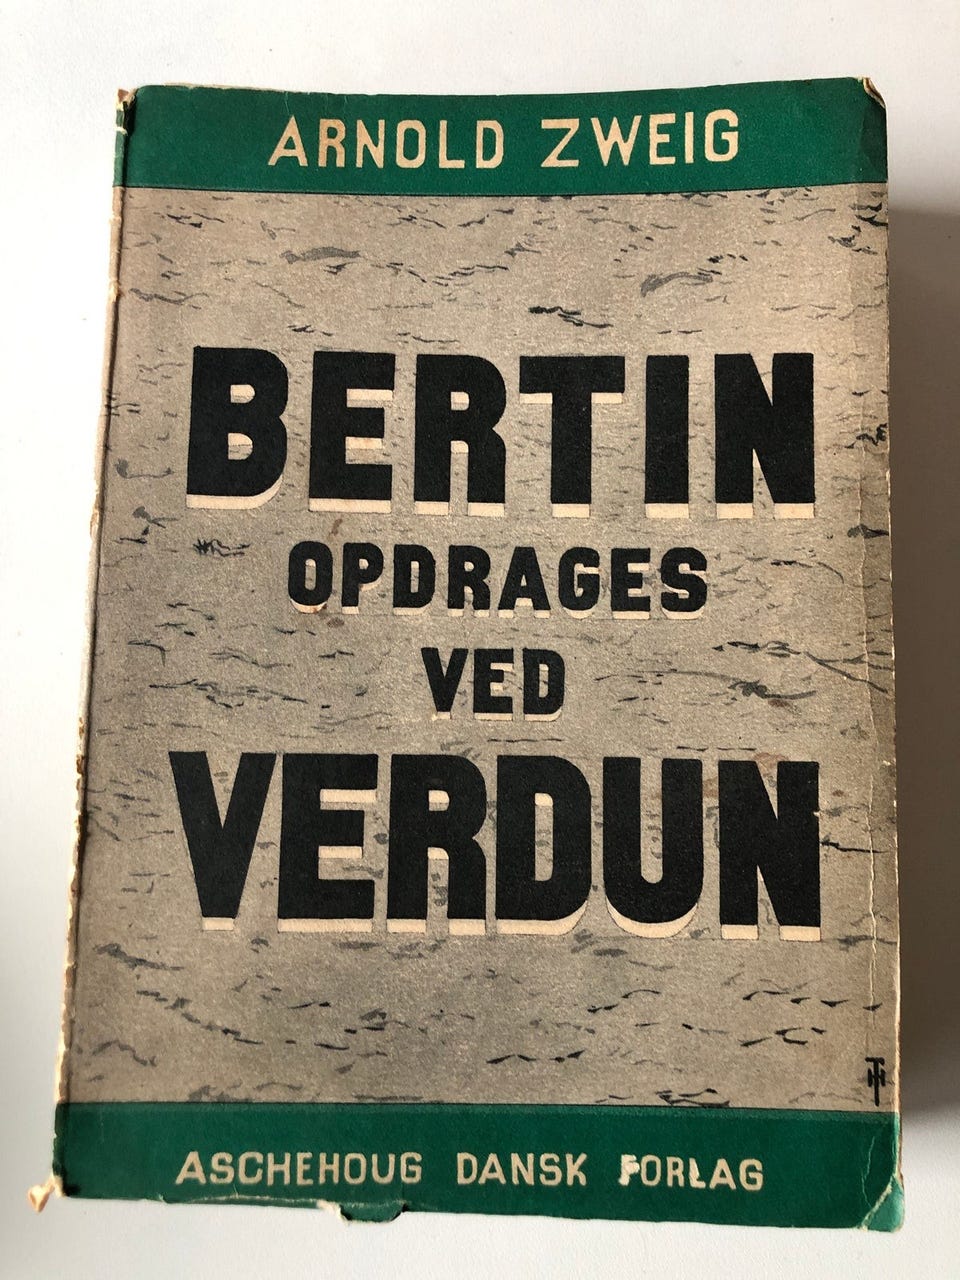 ARNOLD ZWEIG
BERTIN
OPDRAGES
VED
VERDUN
ASCHEHOUG DANSK FORLAG